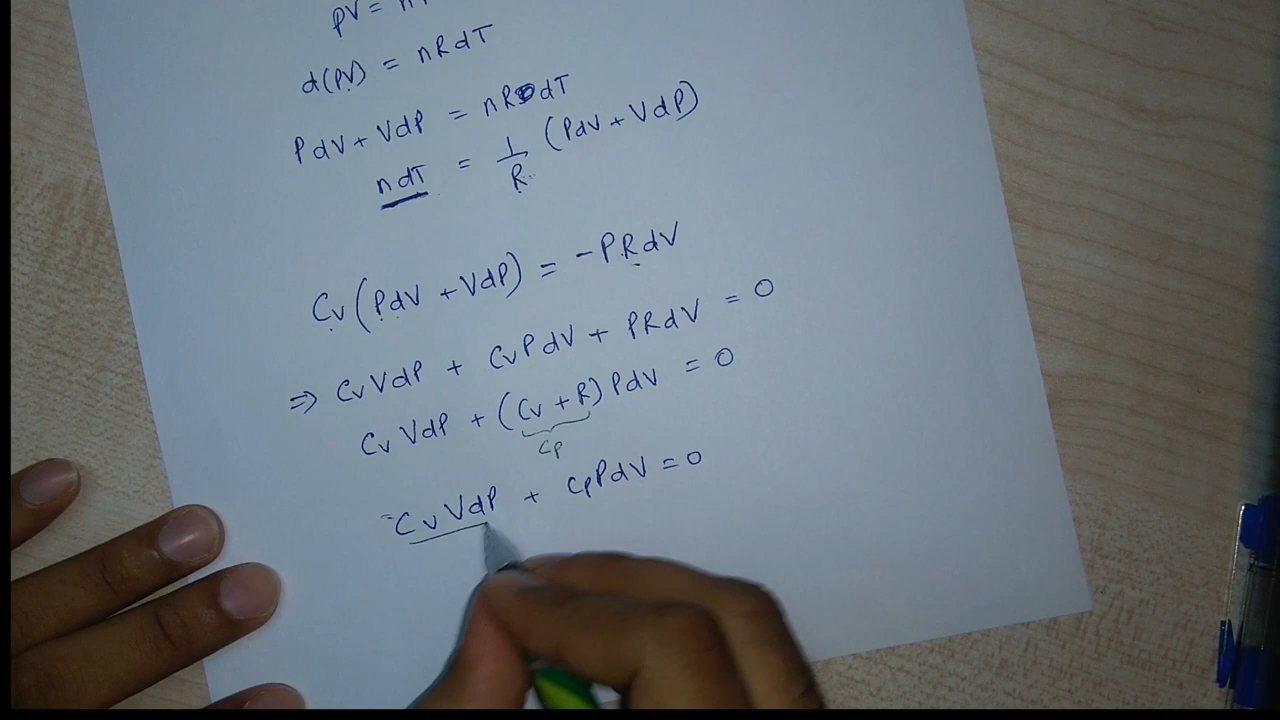 PV = n
d(PV) = nRdT
PdV + VdP = nRdT
ndT = 1/R (PdV + VdP)
Cv(PdV + VdP) = -PRdV
=> CvVdP + CvPdV + PRdV = 0
CvVdP + (Cv + R)PdV = 0
Cp
CvVdP + CpPdV = 0